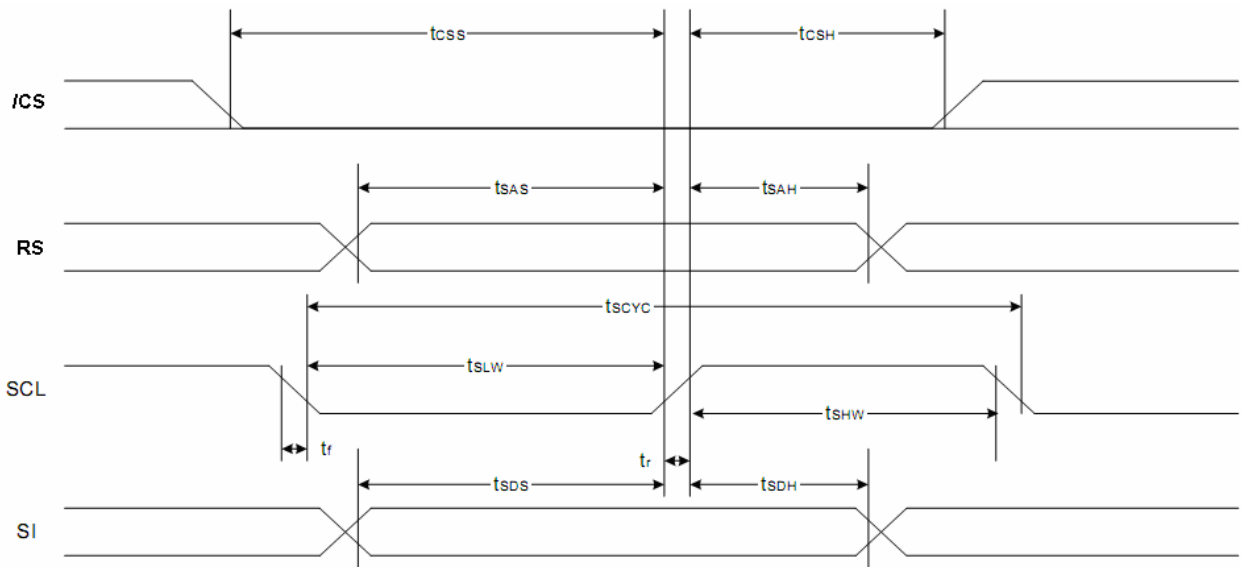 tCSS tCSH
/CS
tSAS tSAH
RS
tSCYC
tSLW
SCL
tSHW
tf tr
tSDS tSDH
SI